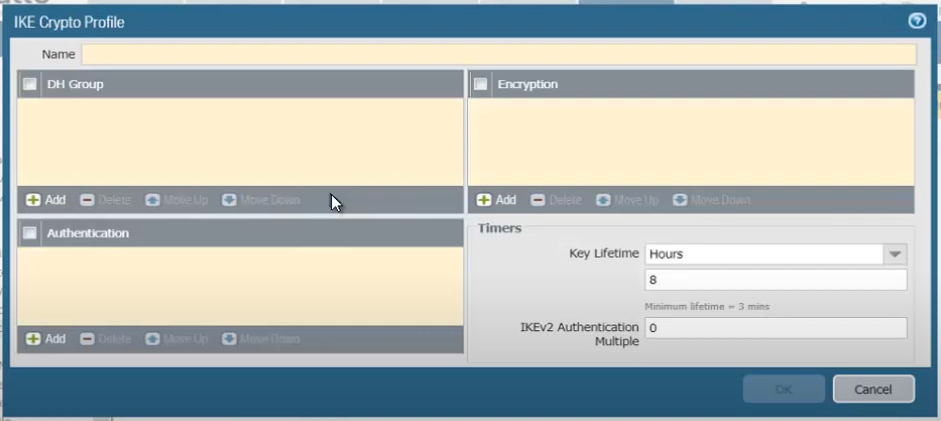 IKE Crypto Profile
Name
DH Group
Encryption
Add Delete Move Up Move Down
Add Delete Move Up Move Down
Authentication
Timers
Key Lifetime Hours
8
Minimum lifetime = 3 mins
IKEv2 Authentication Multiple 0
Add Delete Move Up Move Down
OK Cancel